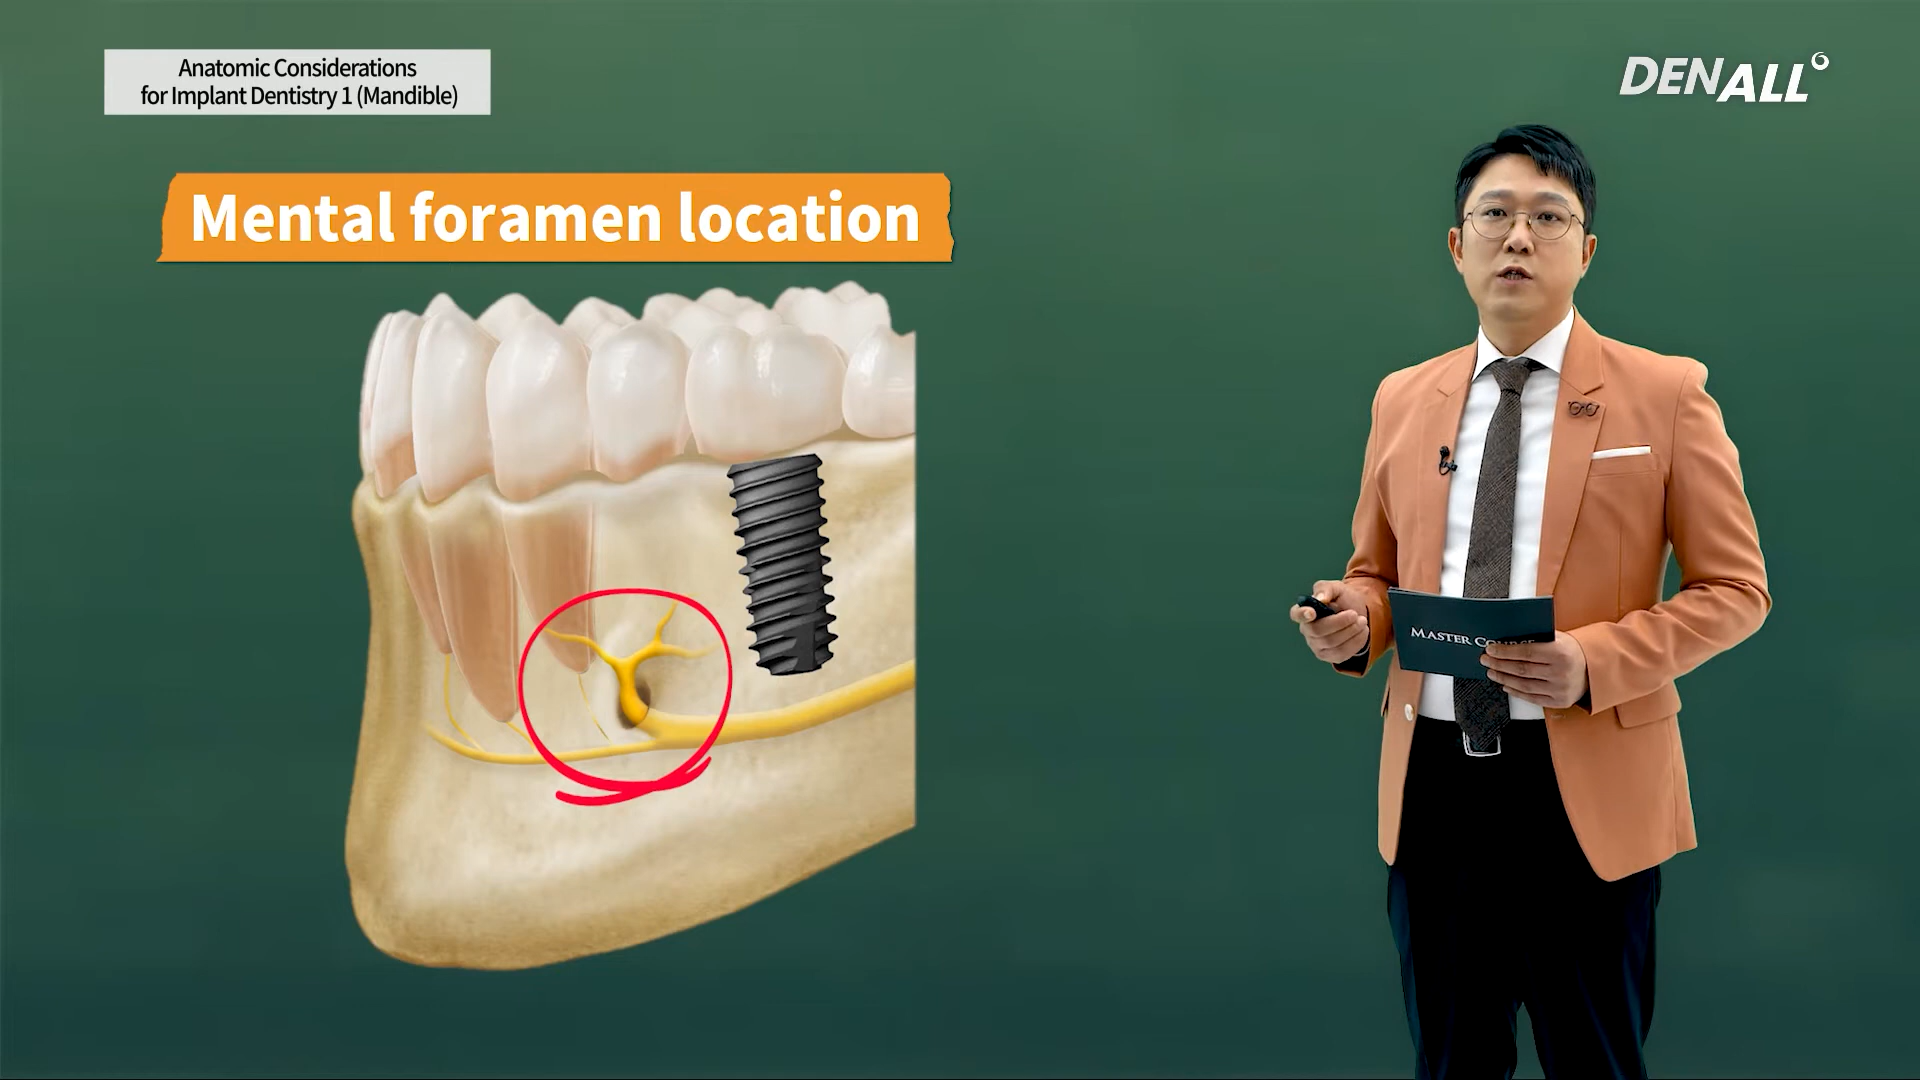 Anatomic Considerations
for Implant Dentistry 1 (Mandible)
DENALL
Mental foramen location
MASTER COURSE